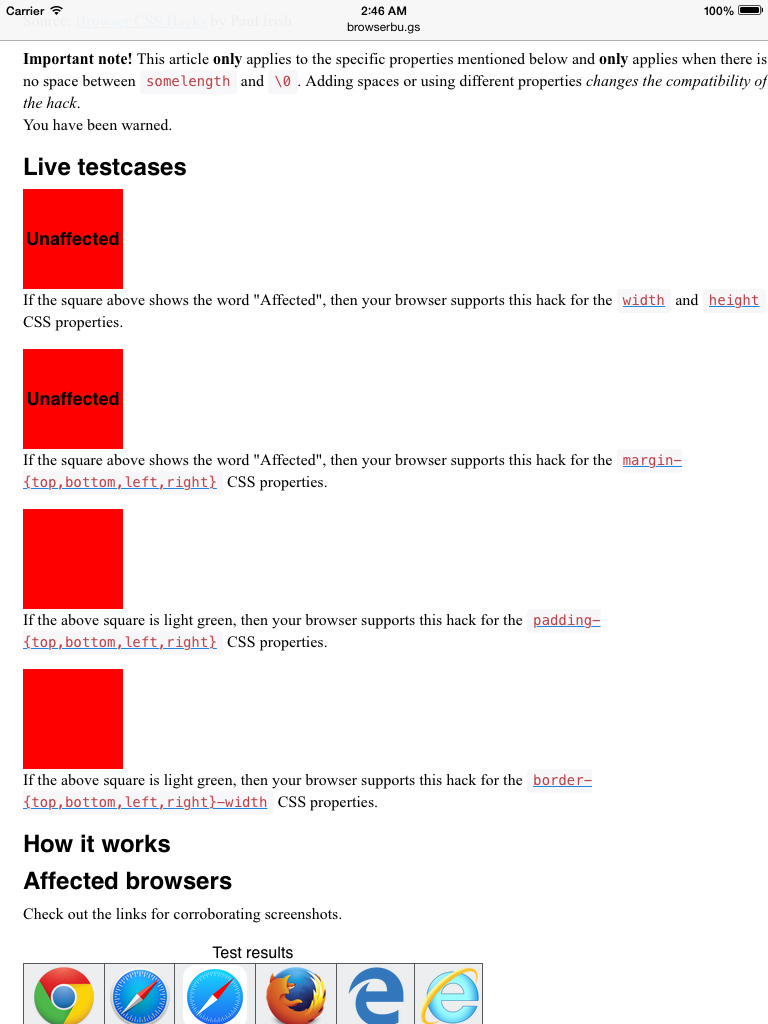 Carrier 2:46 AM 100%
Source: Browser CSS Hacks by Paul Irish
browserbu.gs
Important note! This article only applies to the specific properties mentioned below and only applies when there is
no space between somelength and \0 . Adding spaces or using different properties changes the compatibility of
the hack.
You have been warned.
Live testcases
Unaffected
If the square above shows the word "Affected", then your browser supports this hack for the width and height
CSS properties.
Unaffected
If the square above shows the word "Affected", then your browser supports this hack for the margin-
{top,bottom,left,right} CSS properties.
If the above square is light green, then your browser supports this hack for the padding-
{top,bottom,left,right} CSS properties.
If the above square is light green, then your browser supports this hack for the border-
{top,bottom,left,right}-width CSS properties.
How it works
Affected browsers
Check out the links for corroborating screenshots.
Test results